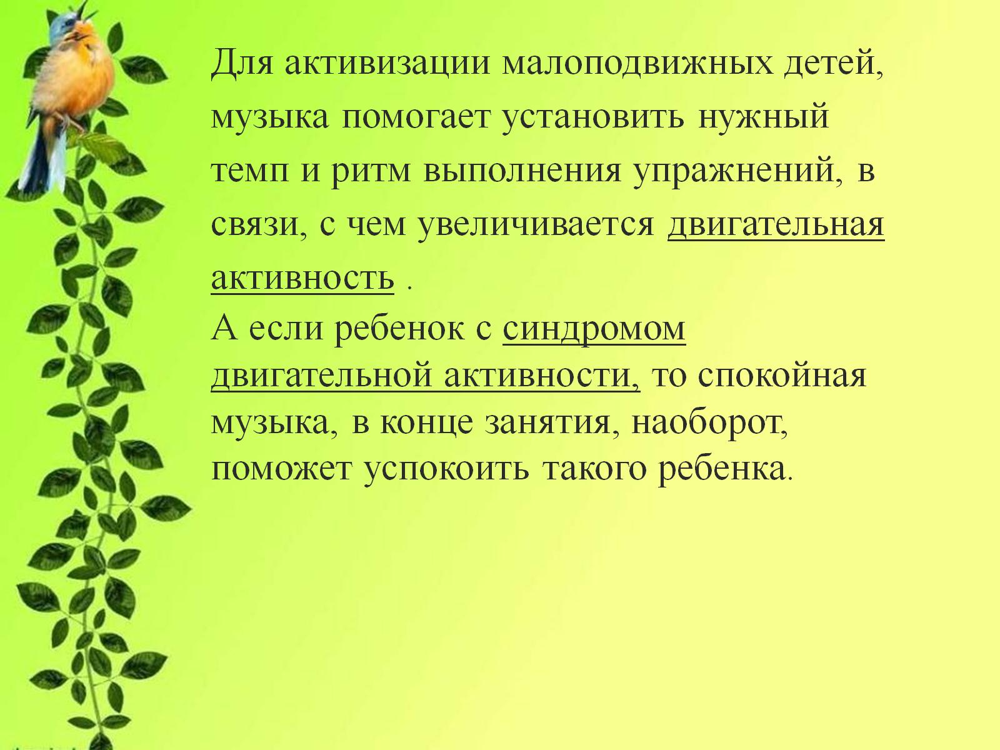 Для активизации малоподвижных детей,
музыка помогает установить нужный
темп и ритм выполнения упражнений, в
связи, с чем увеличивается двигательная
активность .
А если ребенок с синдромом
двигательной активности, то спокойная
музыка, в конце занятия, наоборот,
поможет успокоить такого ребенка.